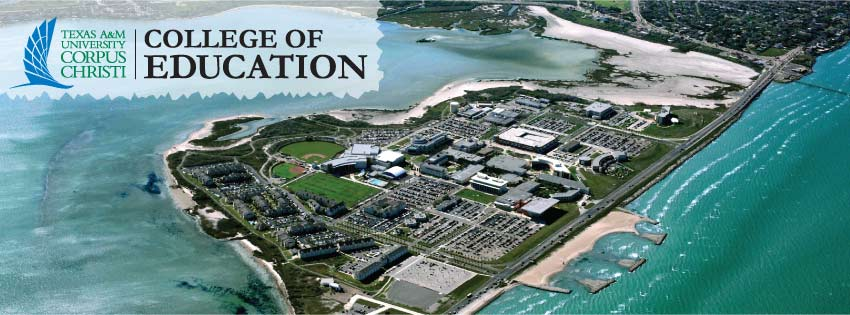 TEXAS A&M
UNIVERSITY
CORPUS
CHRISTI
COLLEGE OF
EDUCATION